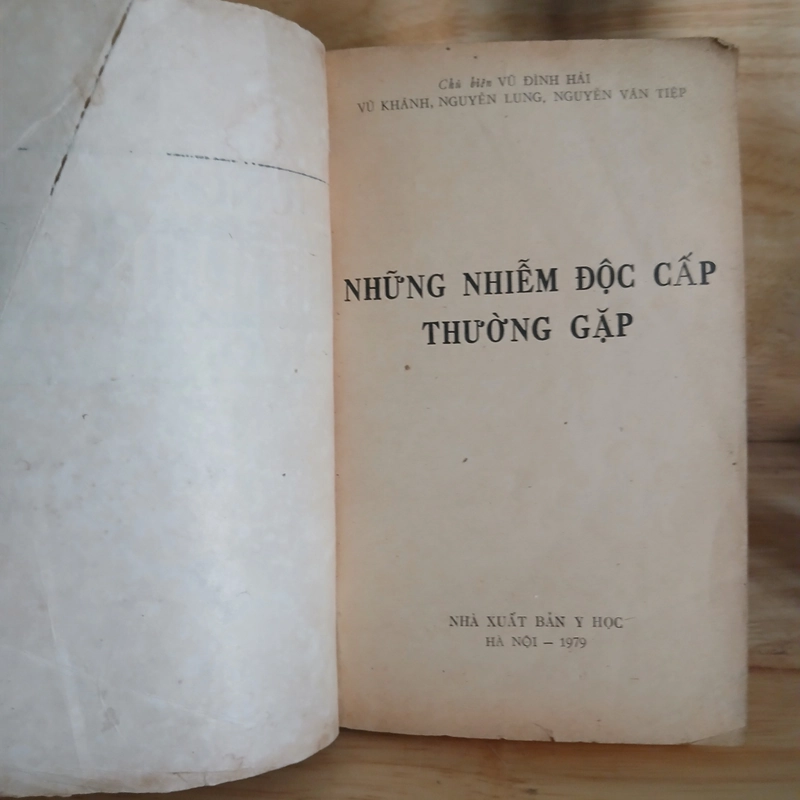 Chủ biên VŨ ĐÌNH HẢI
VŨ KHÁNH, NGUYỄN LUNG, NGUYỄN VĂN TIỆP
NHỮNG NHIỄM ĐỘC CẤP
THƯỜNG GẶP
NHÀ XUẤT BẢN Y HỌC
HÀ NỘI – 1979